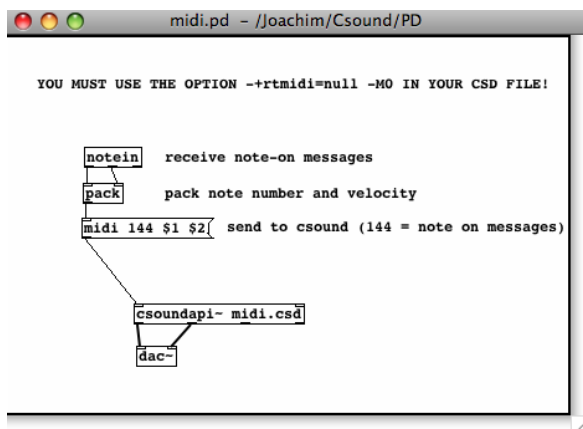 midi.pd - /Joachim/Csound/PD
YOU MUST USE THE OPTION -+rtmidi=null -M0 IN YOUR CSD FILE!
notein receive note-on messages
pack pack note number and velocity
midi 144 $1 $2 send to csound (144 = note on messages)
csoundapi~ midi.csd
dac~